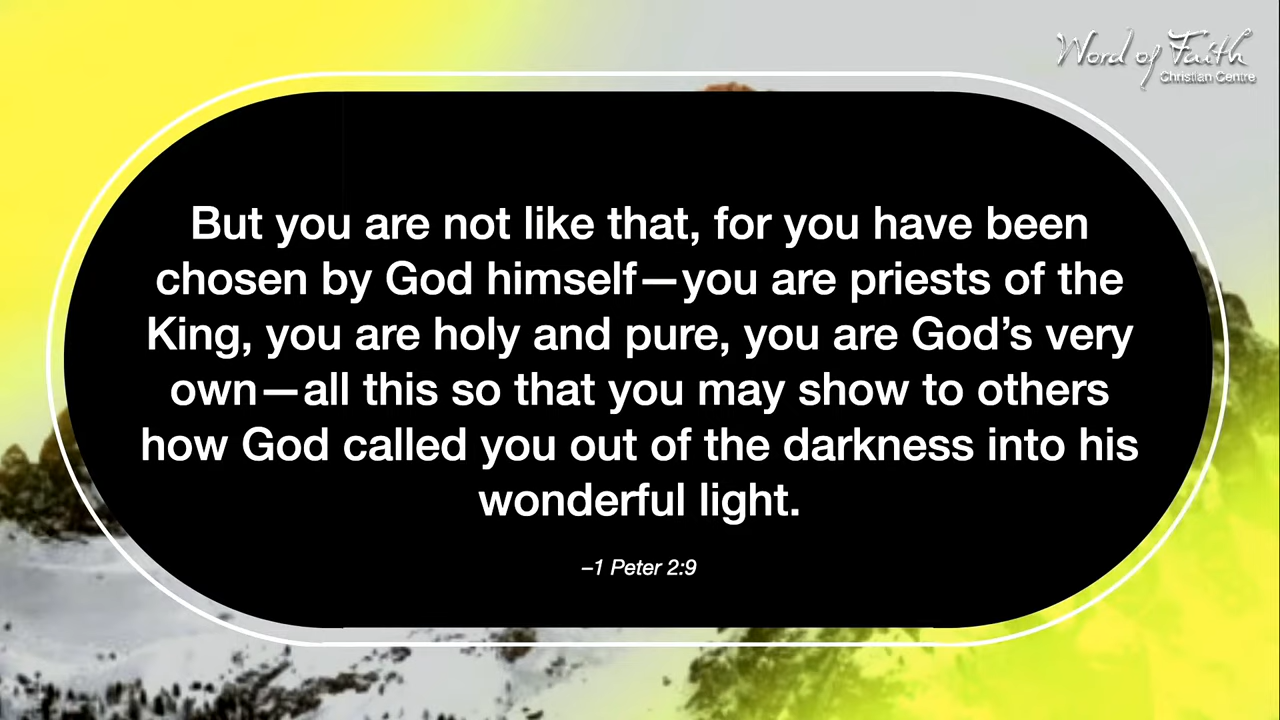 Word of Faith
Christian Centre
But you are not like that, for you have been
chosen by God himself—you are priests of the
King, you are holy and pure, you are God’s very
own—all this so that you may show to others
how God called you out of the darkness into his
wonderful light.
–1 Peter 2:9